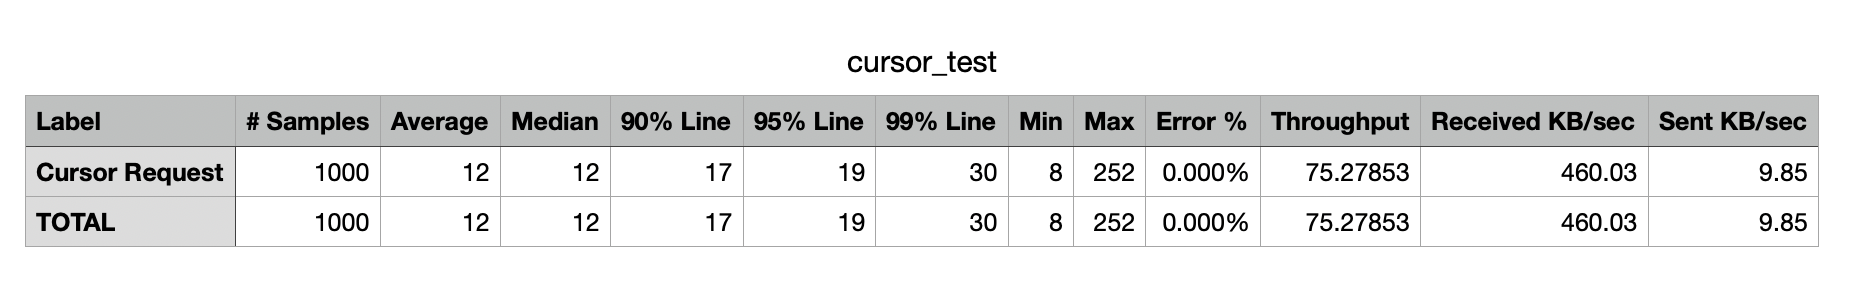 cursor_test
Label # Samples Average Median 90% Line 95% Line 99% Line Min Max Error % Throughput Received KB/sec Sent KB/sec
Cursor Request 1000 12 12 17 19 30 8 252 0.000% 75.27853 460.03 9.85
TOTAL 1000 12 12 17 19 30 8 252 0.000% 75.27853 460.03 9.85